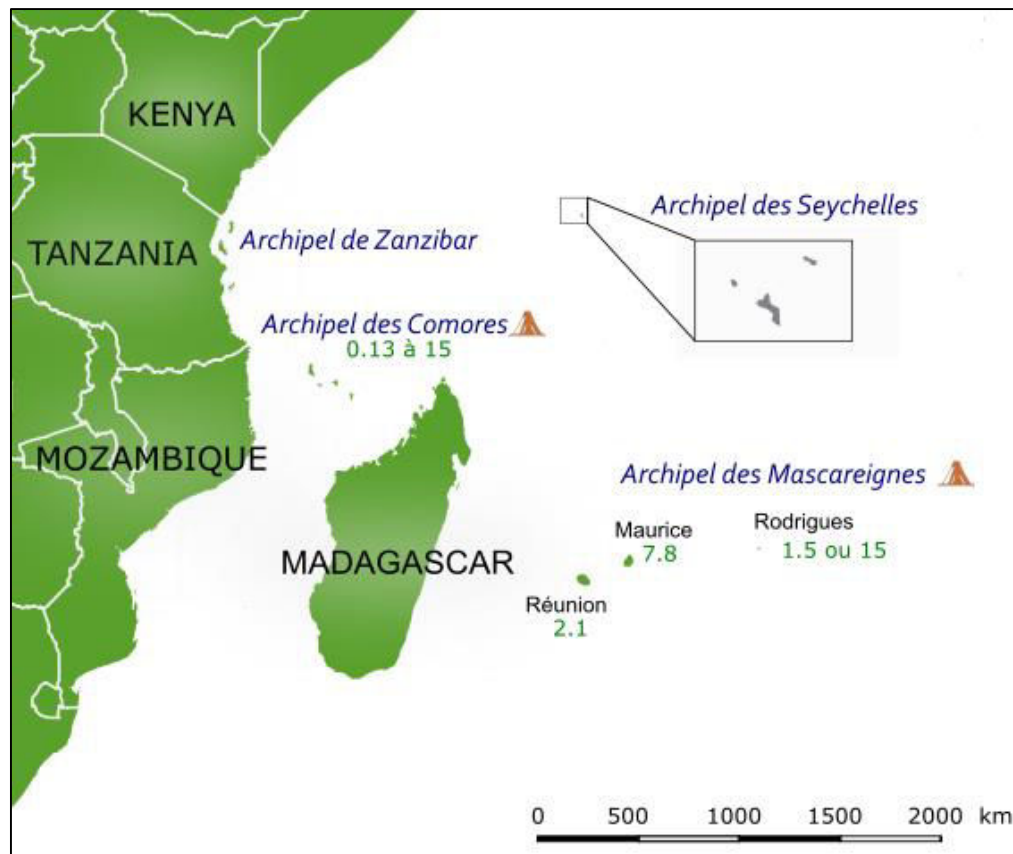 KENYA
Archipel des Seychelles
TANZANIA
Archipel de Zanzibar
Archipel des Comores
0.13 à 15
MOZAMBIQUE
Archipel des Mascareignes
Maurice
7.8
Rodrigues
1.5 ou 15
MADAGASCAR
Réunion
2.1
0 500 1000 1500 2000 km